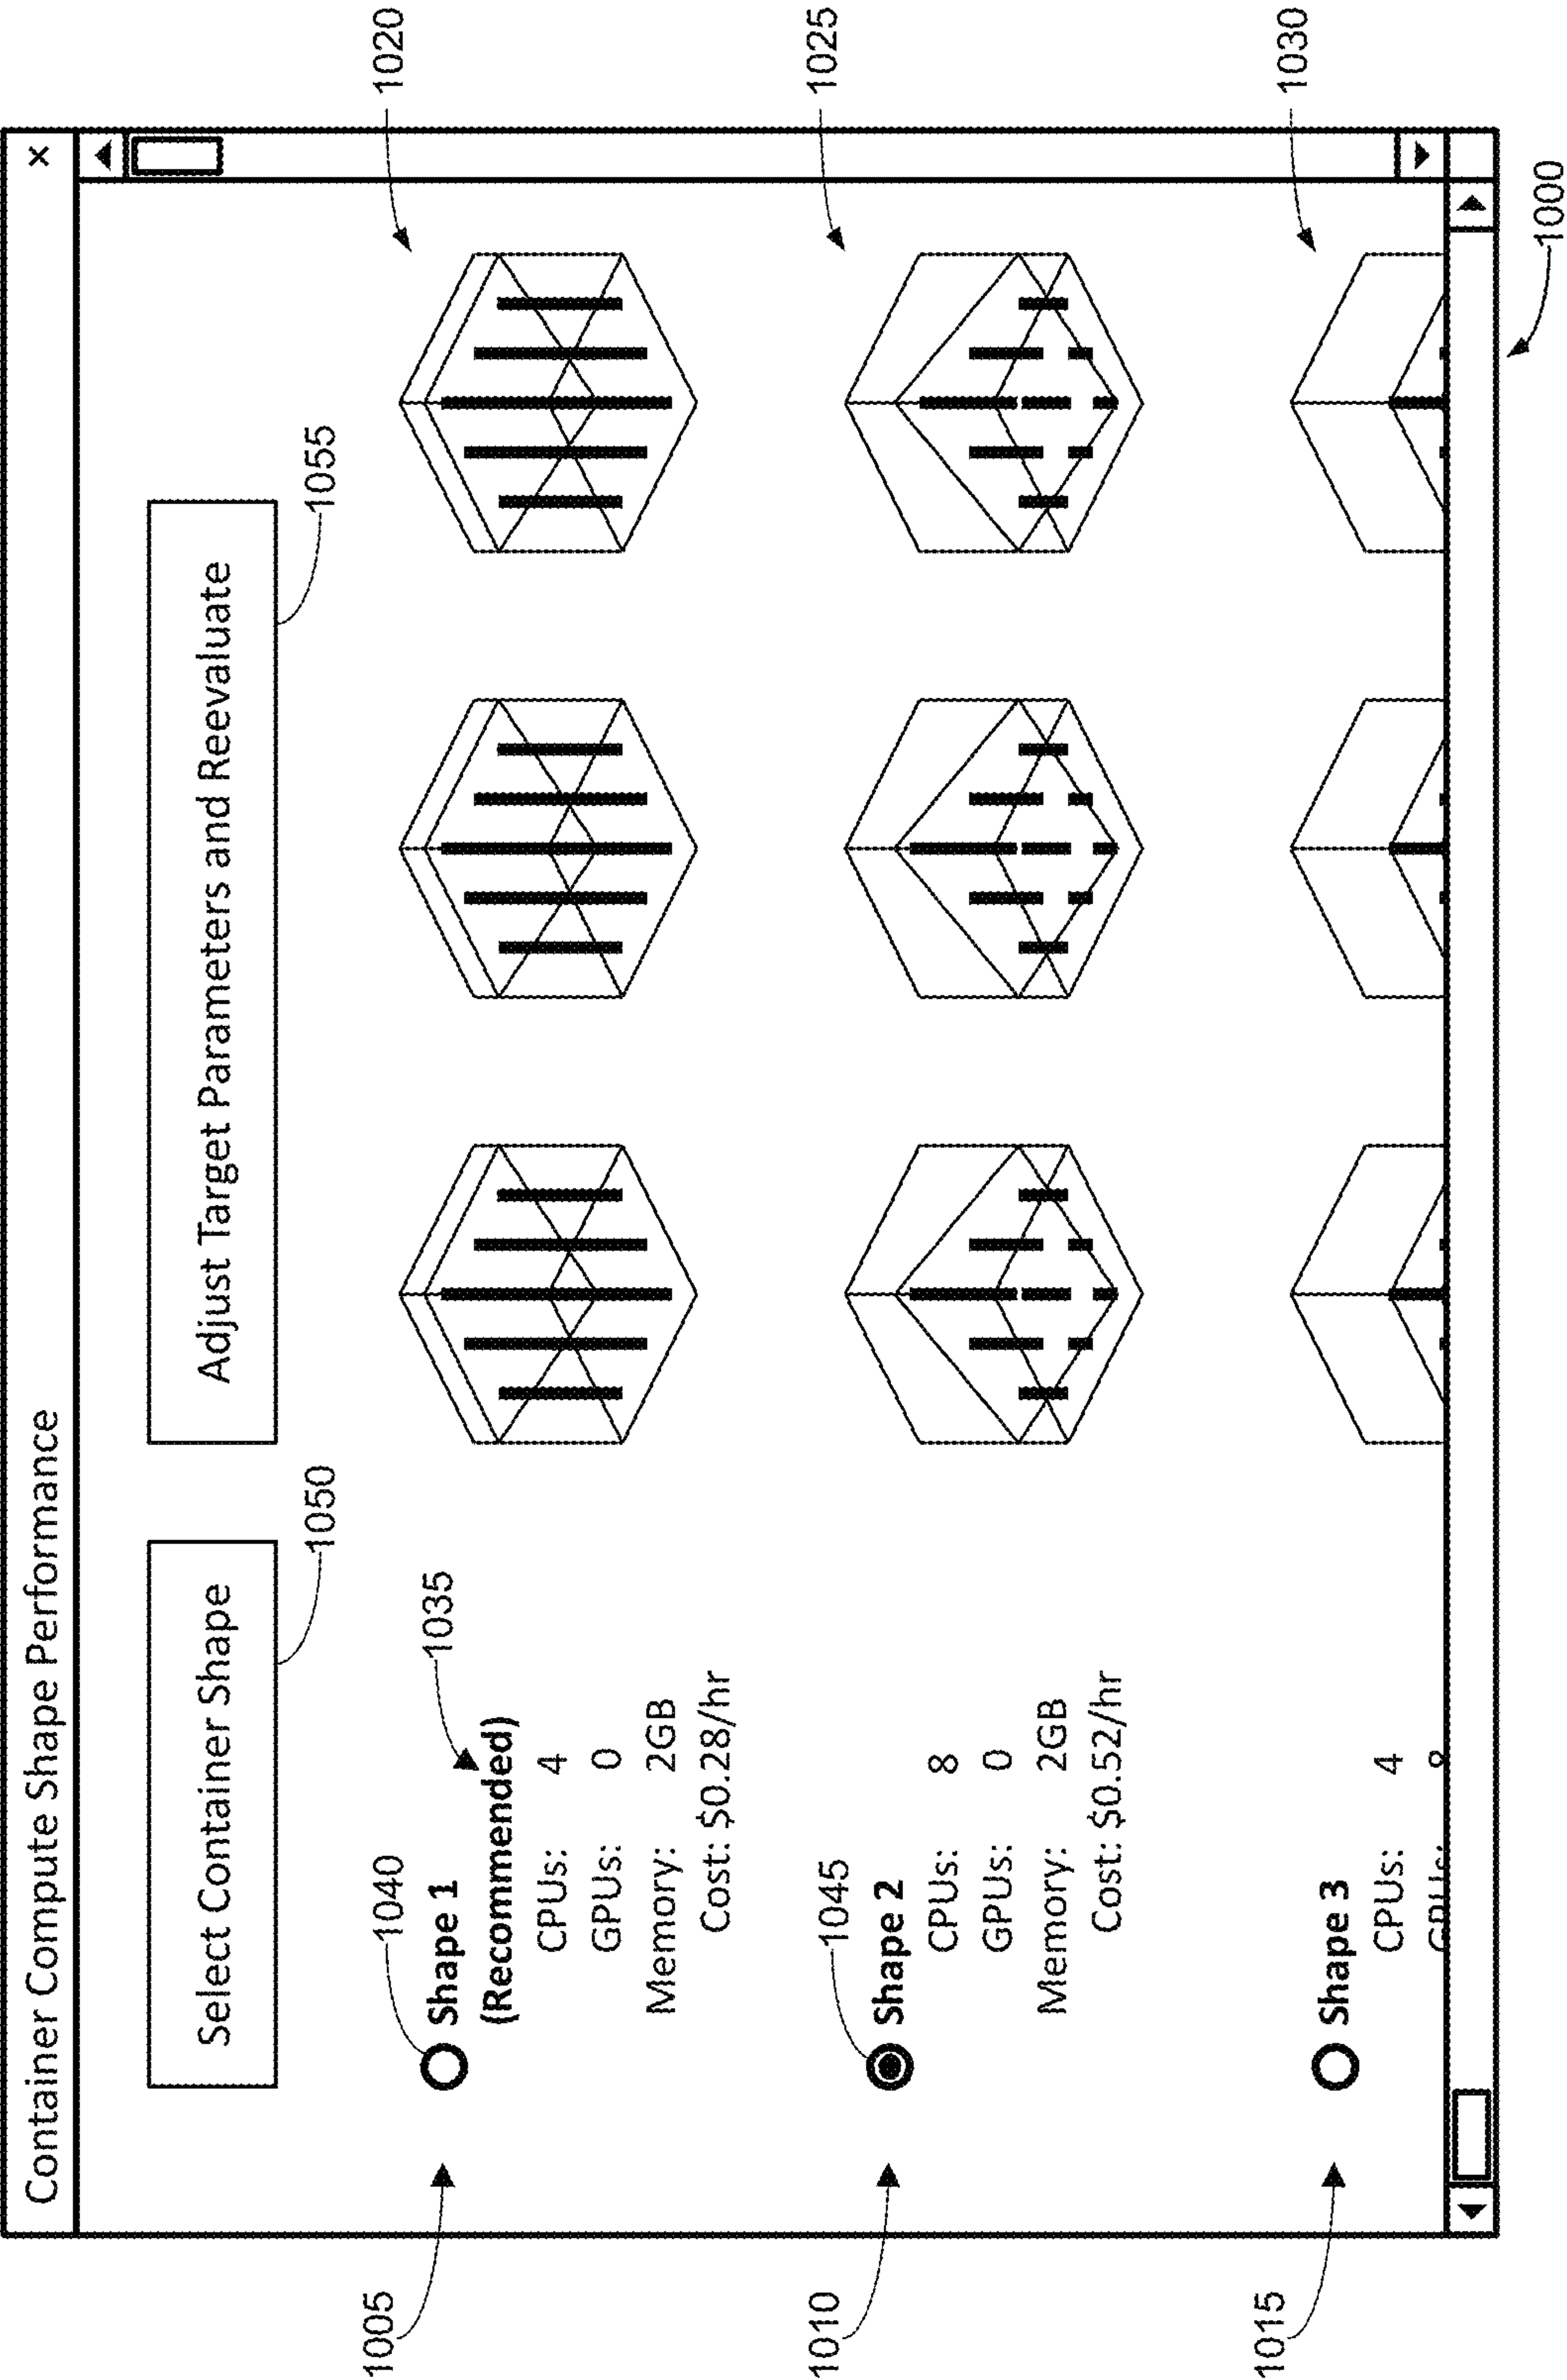 Container Compute Shape Performance
×
Select Container Shape
Adjust Target Parameters and Reevaluate
1050
1055
1005
1040
Shape 1
(Recommended)
1035
CPUs: 4
GPUs: 0
Memory: 2GB
Cost: $0.28/hr
1020
1010
1045
Shape 2
CPUs: 8
GPUs: 0
Memory: 2GB
Cost: $0.52/hr
1025
1015
Shape 3
CPUs: 4
GPUs: 8
1030
1000